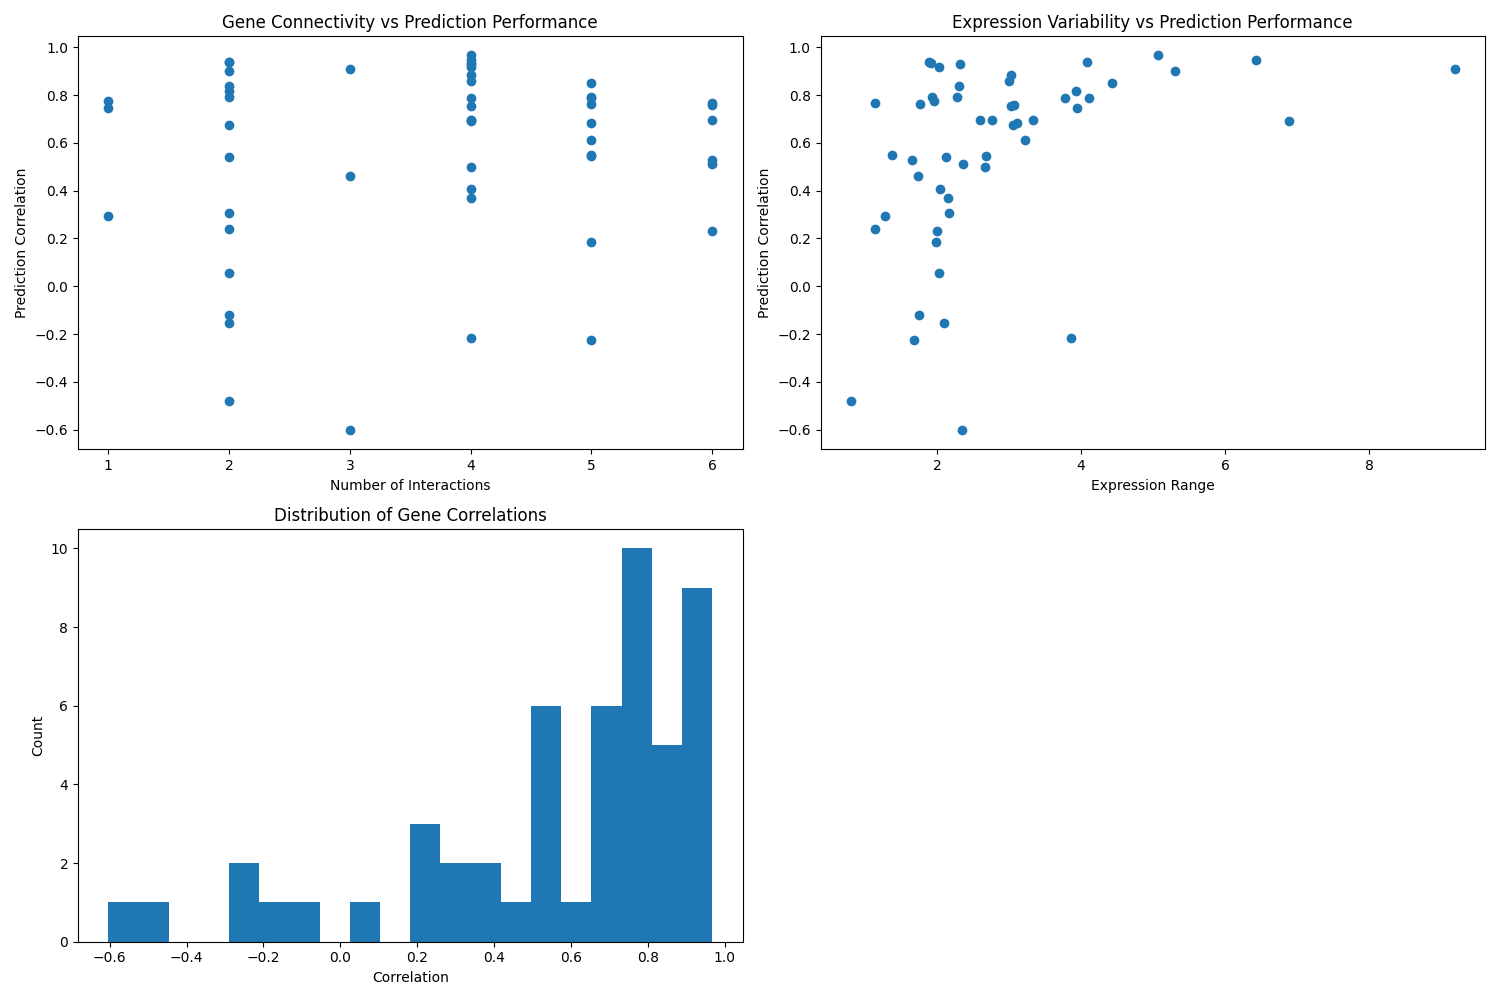 Gene Connectivity vs Prediction Performance
1.0
0.8
0.6
0.4
0.2
0.0
−0.2
−0.4
−0.6
Prediction Correlation
1 2 3 4 5 6
Number of Interactions
Expression Variability vs Prediction Performance
1.0
0.8
0.6
0.4
0.2
0.0
−0.2
−0.4
−0.6
Prediction Correlation
2 4 6 8
Expression Range
Distribution of Gene Correlations
10
8
6
4
2
0
Count
−0.6 −0.4 −0.2 0.0 0.2 0.4 0.6 0.8 1.0
Correlation